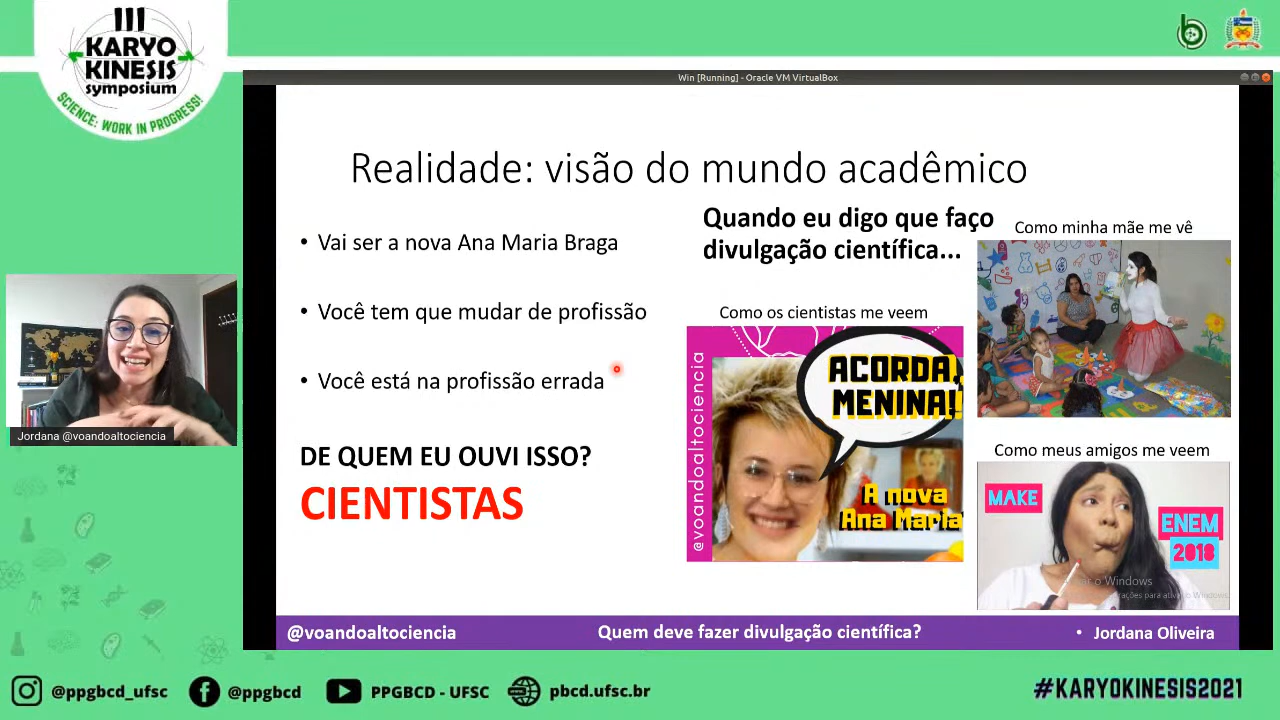 III
KARYO
KINESIS
symposium
SCIENCE: WORK IN PROGRESS!
Win [Running] - Oracle VM VirtualBox
Realidade: visão do mundo acadêmico
• Vai ser a nova Ana Maria Braga
• Você tem que mudar de profissão
• Você está na profissão errada
DE QUEM EU OUVI ISSO?
CIENTISTAS
Quando eu digo que faço
divulgação científica...
Como os cientistas me veem
@voandoaltociencia
ACORDA,
MENINA!
A nova
Ana Maria
Como minha mãe me vê
Como meus amigos me veem
MAKE
ENEM
2018
o Windows
Jordana @voandoaltociencia
@voandoaltociencia
Quem deve fazer divulgação científica?
• Jordana Oliveira
@ppgbcd_ufsc
@ppgbcd
PPGBCD - UFSC
pbcd.ufsc.br
#KARYOKINESIS2021